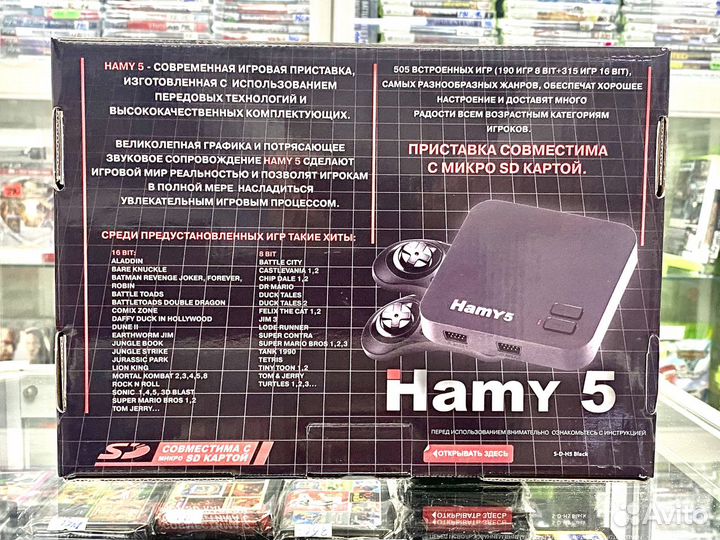 HAMY 5 - СОВРЕМЕННАЯ ИГРОВАЯ ПРИСТАВКА,
ИЗГОТОВЛЕННАЯ С ИСПОЛЬЗОВАНИЕМ
ПЕРЕДОВЫХ ТЕХНОЛОГИЙ И
ВЫСОКОКАЧЕСТВЕННЫХ КОМПЛЕКТУЮЩИХ.
ВЕЛИКОЛЕПНАЯ ГРАФИКА И ПОТРЯСАЮЩЕЕ
ЗВУКОВОЕ СОПРОВОЖДЕНИЕ HAMY 5 СДЕЛАЮТ
ИГРОВОЙ МИР РЕАЛЬНОСТЬЮ И ПОЗВОЛЯТ ИГРОКАМ
В ПОЛНОЙ МЕРЕ НАСЛАДИТЬСЯ
УВЛЕКАТЕЛЬНЫМ ИГРОВЫМ ПРОЦЕССОМ.
505 ВСТРОЕННЫХ ИГР (190 ИГР 8 BIT+315 ИГР 16 BIT),
САМЫХ РАЗНООБРАЗНЫХ ЖАНРОВ, ОБЕСПЕЧАТ ХОРОШЕЕ
НАСТРОЕНИЕ И ДОСТАВЯТ МНОГО
РАДОСТИ ВСЕМ ВОЗРАСТНЫМ КАТЕГОРИЯМ
ИГРОКОВ.
ПРИСТАВКА СОВМЕСТИМА
С МИКРО SD КАРТОЙ.
СРЕДИ ПРЕДУСТАНОВЛЕННЫХ ИГР ТАКИЕ ХИТЫ:
16 BIT:
ALADDIN
BARE KNUCKLE
BATMAN REVENGE JOKER, FOREVER,
ROBIN
BATTLE TOADS
BATTLETOADS DOUBLE DRAGON
COMIX ZONE
DAFFY DUCK IN HOLLYWOOD
DUNE II
EARTHWORM JIM
JUNGLE BOOK
JUNGLE STRIKE
JURASSIC PARK
LION KING
MORTAL KOMBAT 2,3,4,5,8
ROCK N ROLL
SONIC 1,4,5, 3D BLAST
SUPER MARIO BROS 1,2
TOM JERRY...
8 BIT
BATTLE CITY
CASTLEVANIA 1,2
CHIP DALE 1,2
DR MARIO
DUCK TALES
DUCK TALES 2
FELIX THE CAT 1,2
JIM 3
LODE RUNNER
SUPER CONTRA
SUPER MARIO BROS 1,2,3
TANK 1990
TETRIS
TINY TOON 1,2
TOM & JERRY
TURTLES 1,2,3...
HamY5
Hamy 5
ПЕРЕД ИСПОЛЬЗОВАНИЕМ ВНИМАТЕЛЬНО ОЗНАКОМЬТЕСЬ С ИНСТРУКЦИЕЙ
ОТКРЫВАТЬ ЗДЕСЬ
S-D-H5 Black
SD
СОВМЕСТИМА С
МИКРО SD КАРТОЙ
Avito